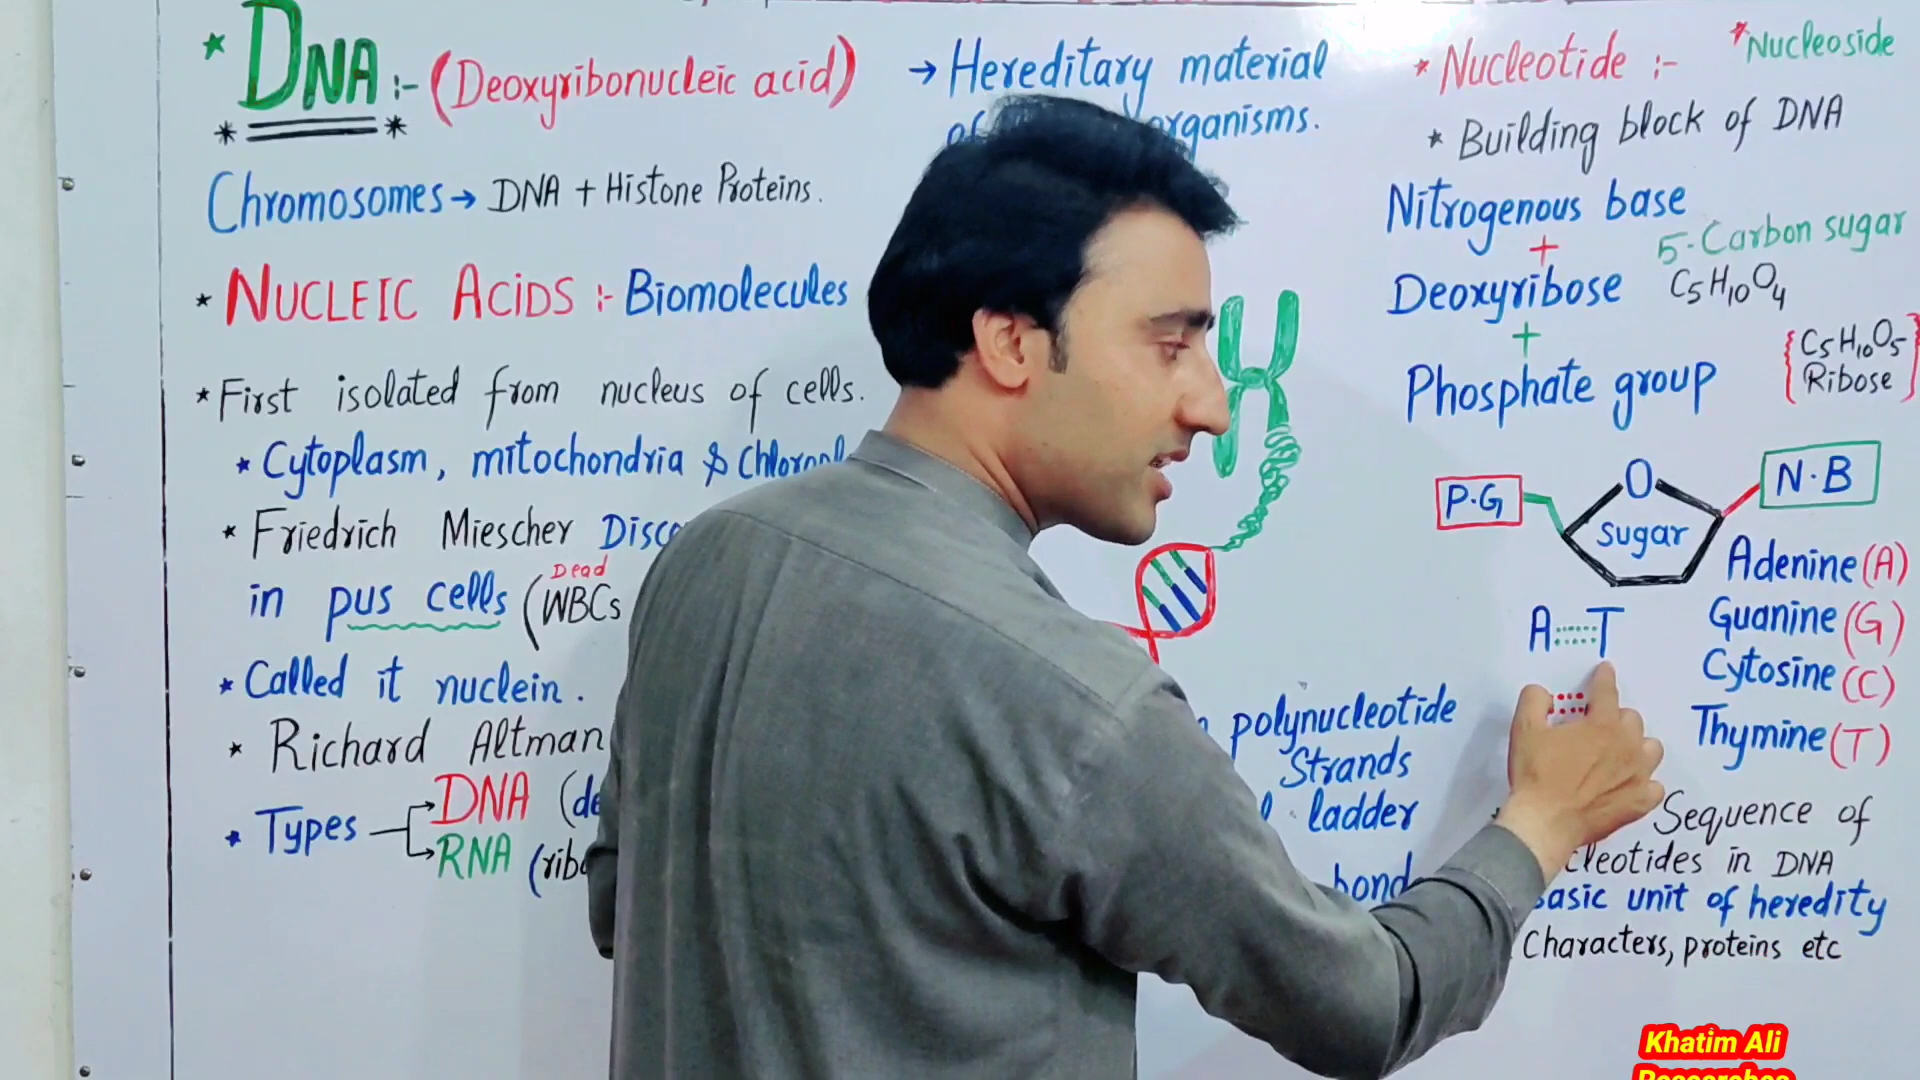 * DNA :- (Deoxyribonucleic acid)
Chromosomes → DNA + Histone Proteins.
* NUCLEIC ACIDS :- Biomolecules
* First isolated from nucleus of cells.
* Cytoplasm, mitochondria &
* Friedrich Miescher
Dead
in pus cells (WBCs
* Called it nuclein.
* Richard Altman
* Types
DNA
RNA
→ Hereditary material
organisms.
polynucleotide
Strands
ladder
bond
* Nucleotide :-
* Nucleoside
* Building block of DNA
Nitrogenous base
+
5-Carbon sugar
Deoxyribose C5H10O4
+
Phosphate group
{C5H10O5
Ribose}
P.G
O
sugar
N.B
A T
Adenine (A)
Guanine (G)
Cytosine (C)
Thymine (T)
Sequence of
in DNA
unit of heredity
Characters, proteins etc
Khatim Ali